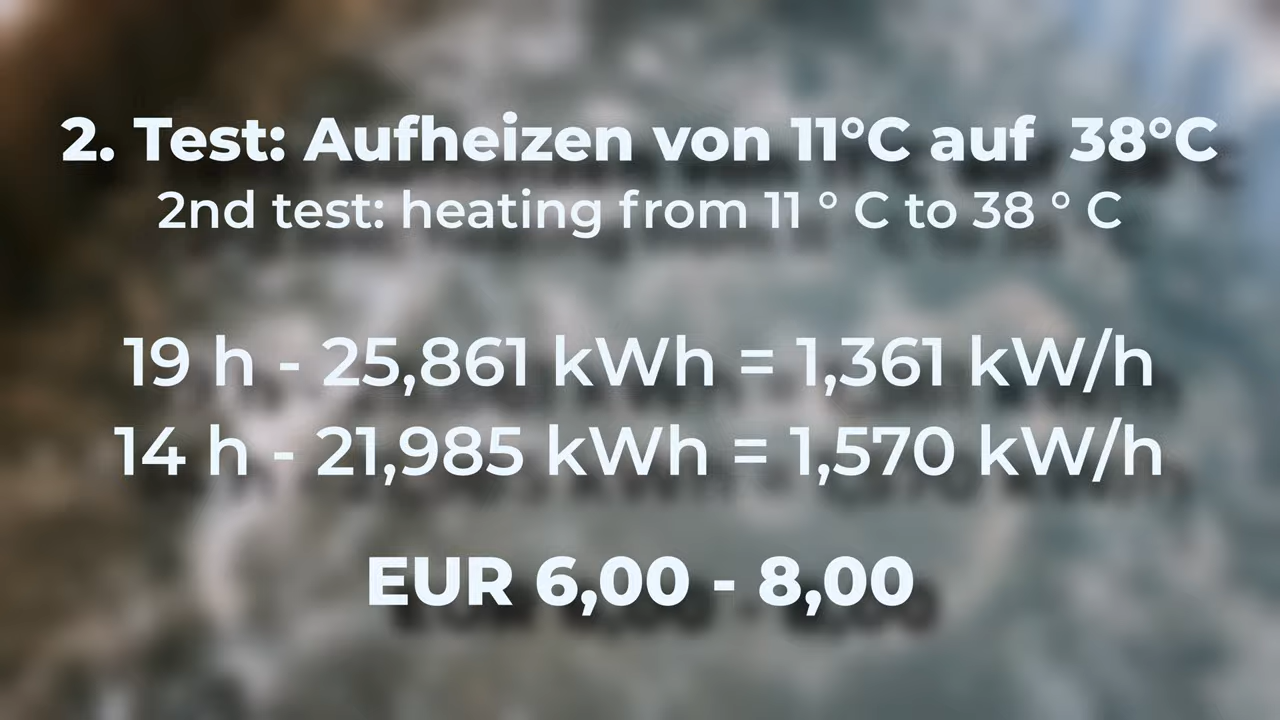 2. Test: Aufheizen von 11°C auf 38°C
2nd test: heating from 11 ° C to 38 ° C
19 h - 25,861 kWh = 1,361 kW/h
14 h - 21,985 kWh = 1,570 kW/h
EUR 6,00 - 8,00